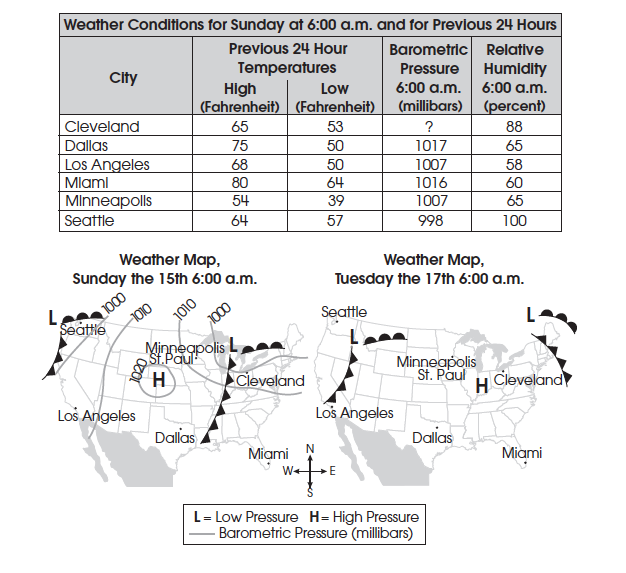 Weather Conditions for Sunday at 6:00 a.m. and for Previous 24 Hours
City
Previous 24 Hour
Temperatures
High
(Fahrenheit)
Low
(Fahrenheit)
Barometric
Pressure
6:00 a.m.
(millibars)
Relative
Humidity
6:00 a.m.
(percent)
Cleveland 65 53 ? 88
Dallas 75 50 1017 65
Los Angeles 68 50 1007 58
Miami 80 64 1016 60
Minneapolis 54 39 1007 65
Seattle 64 57 998 100
Weather Map,
Sunday the 15th 6:00 a.m.
L
1000
1010
1010
1000
Seattle
Minneapolis
L
St. Paul
1020
H
Cleveland
Los Angeles
Dallas
Miami
Weather Map,
Tuesday the 17th 6:00 a.m.
Seattle
L
L
Minneapolis
St. Paul
H
Cleveland
Los Angeles
Dallas
Miami
N
W E
S
L = Low Pressure H = High Pressure
Barometric Pressure (millibars)